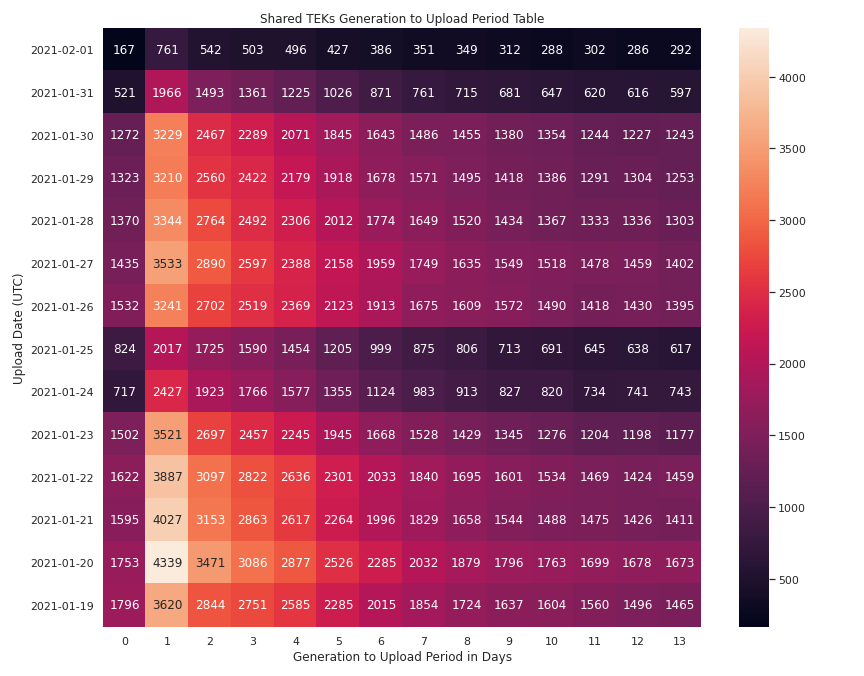 Shared TEKs Generation to Upload Period Table
Upload Date (UTC)
2021-02-01 167 761 542 503 496 427 386 351 349 312 288 302 286 292
2021-01-31 521 1966 1493 1361 1225 1026 871 761 715 681 647 620 616 597
2021-01-30 1272 3229 2467 2289 2071 1845 1643 1486 1455 1380 1354 1244 1227 1243
2021-01-29 1323 3210 2560 2422 2179 1918 1678 1571 1495 1418 1386 1291 1304 1253
2021-01-28 1370 3344 2764 2492 2306 2012 1774 1649 1520 1434 1367 1333 1336 1303
2021-01-27 1435 3533 2890 2597 2388 2158 1959 1749 1635 1549 1518 1478 1459 1402
2021-01-26 1532 3241 2702 2519 2369 2123 1913 1675 1609 1572 1490 1418 1430 1395
2021-01-25 824 2017 1725 1590 1454 1205 999 875 806 713 691 645 638 617
2021-01-24 717 2427 1923 1766 1577 1355 1124 983 913 827 820 734 741 743
2021-01-23 1502 3521 2697 2457 2245 1945 1668 1528 1429 1345 1276 1204 1198 1177
2021-01-22 1622 3887 3097 2822 2636 2301 2033 1840 1695 1601 1534 1469 1424 1459
2021-01-21 1595 4027 3153 2863 2617 2264 1996 1829 1658 1544 1488 1475 1426 1411
2021-01-20 1753 4339 3471 3086 2877 2526 2285 2032 1879 1796 1763 1699 1678 1673
2021-01-19 1796 3620 2844 2751 2585 2285 2015 1854 1724 1637 1604 1560 1496 1465
0 1 2 3 4 5 6 7 8 9 10 11 12 13
Generation to Upload Period in Days
4000
3500
3000
2500
2000
1500
1000
500